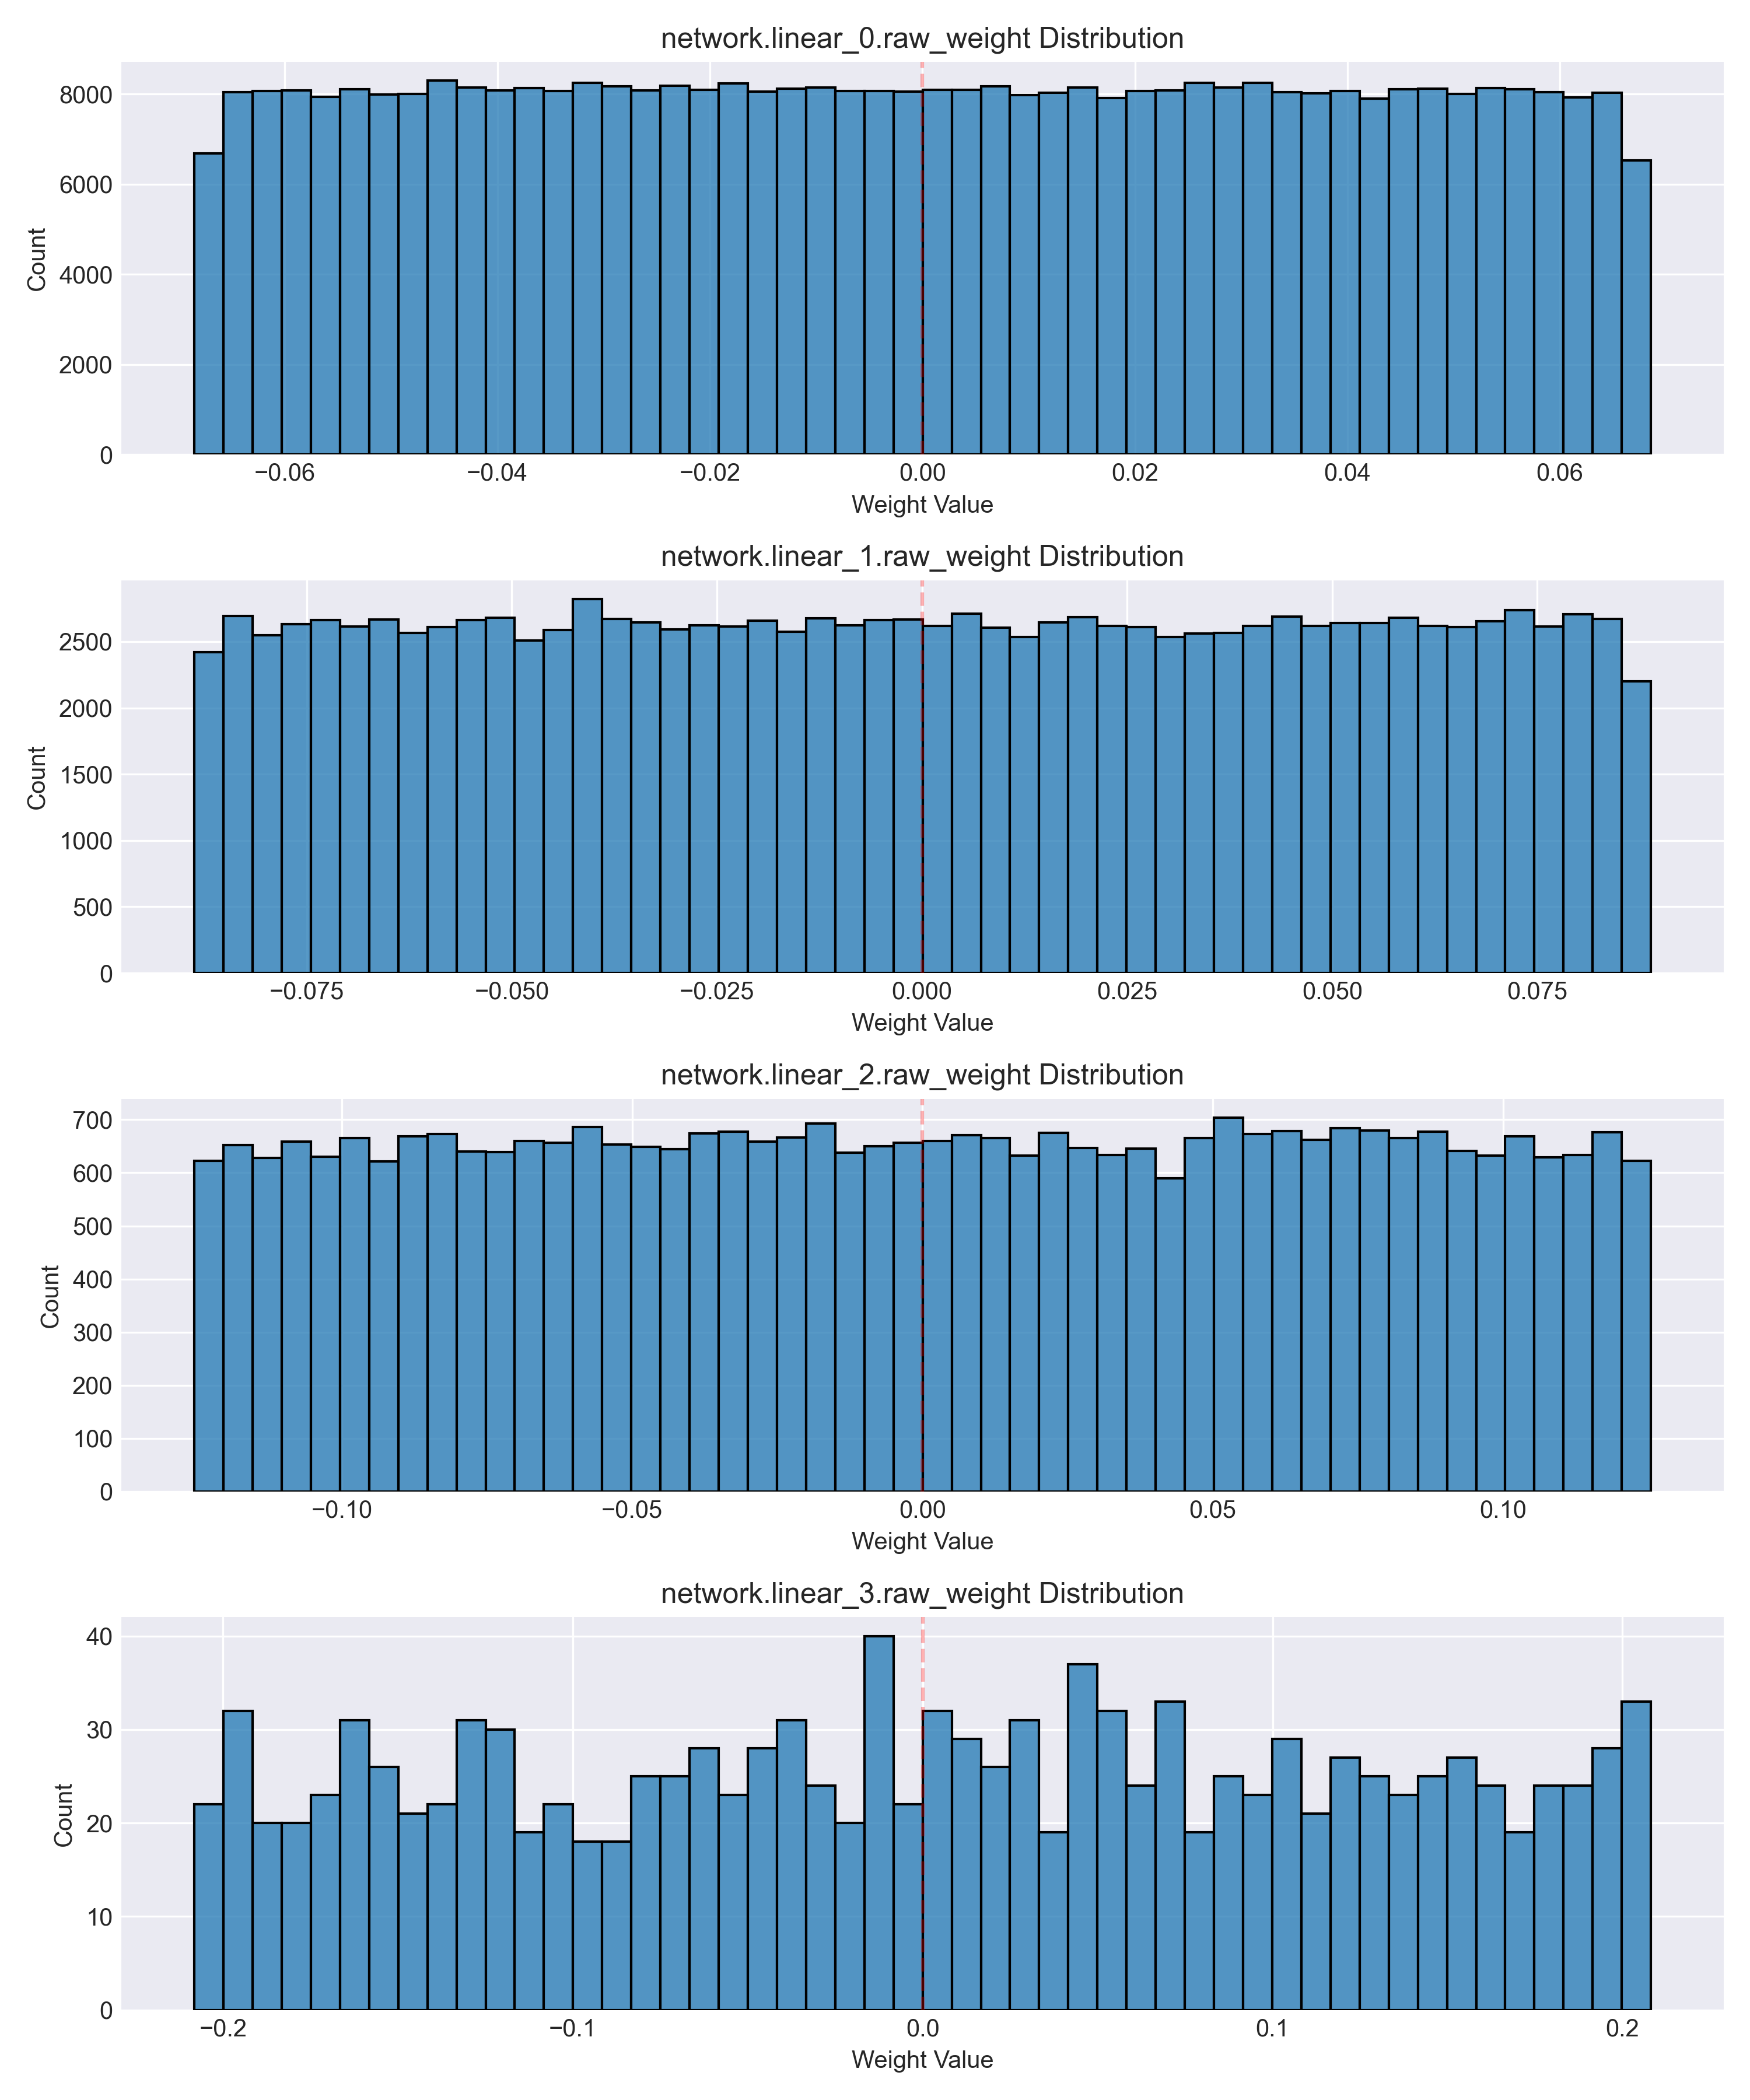 network.linear_0.raw_weight Distribution
8000
6000
4000
2000
0
Count
−0.06 −0.04 −0.02 0.00 0.02 0.04 0.06
Weight Value
network.linear_1.raw_weight Distribution
2500
2000
1500
1000
500
0
Count
−0.075 −0.050 −0.025 0.000 0.025 0.050 0.075
Weight Value
network.linear_2.raw_weight Distribution
700
600
500
400
300
200
100
0
Count
−0.10 −0.05 0.00 0.05 0.10
Weight Value
network.linear_3.raw_weight Distribution
40
30
20
10
0
Count
−0.2 −0.1 0.0 0.1 0.2
Weight Value